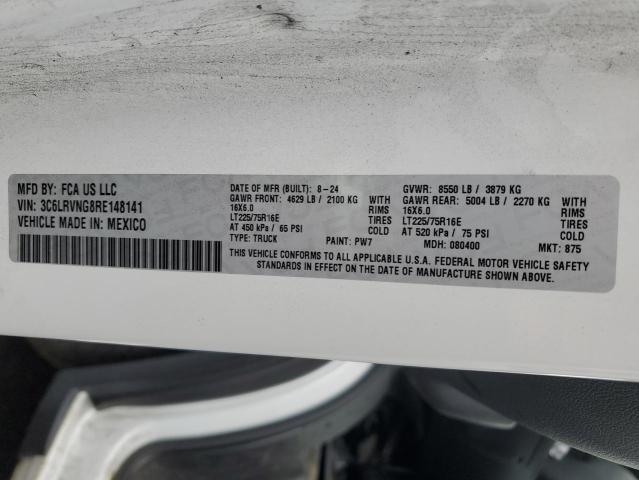 MFD BY: FCA US LLC
VIN: 3C6LRVNG8RE148141
VEHICLE MADE IN: MEXICO
DATE OF MFR (BUILT): 8-24 GVWR: 8550 LB / 3879 KG
GAWR FRONT: 4629 LB / 2100 KG WITH GAWR REAR: 5004 LB / 2270 KG WITH
16X6.0 RIMS 16X6.0 RIMS
LT225/75R16E TIRES LT225/75R16E TIRES
AT 450 kPa / 65 PSI COLD AT 520 kPa / 75 PSI COLD
TYPE: TRUCK PAINT: PW7 MDH: 080400 MKT: 875
THIS VEHICLE CONFORMS TO ALL APPLICABLE U.S.A. FEDERAL MOTOR VEHICLE SAFETY
STANDARDS IN EFFECT ON THE DATE OF MANUFACTURE SHOWN ABOVE.